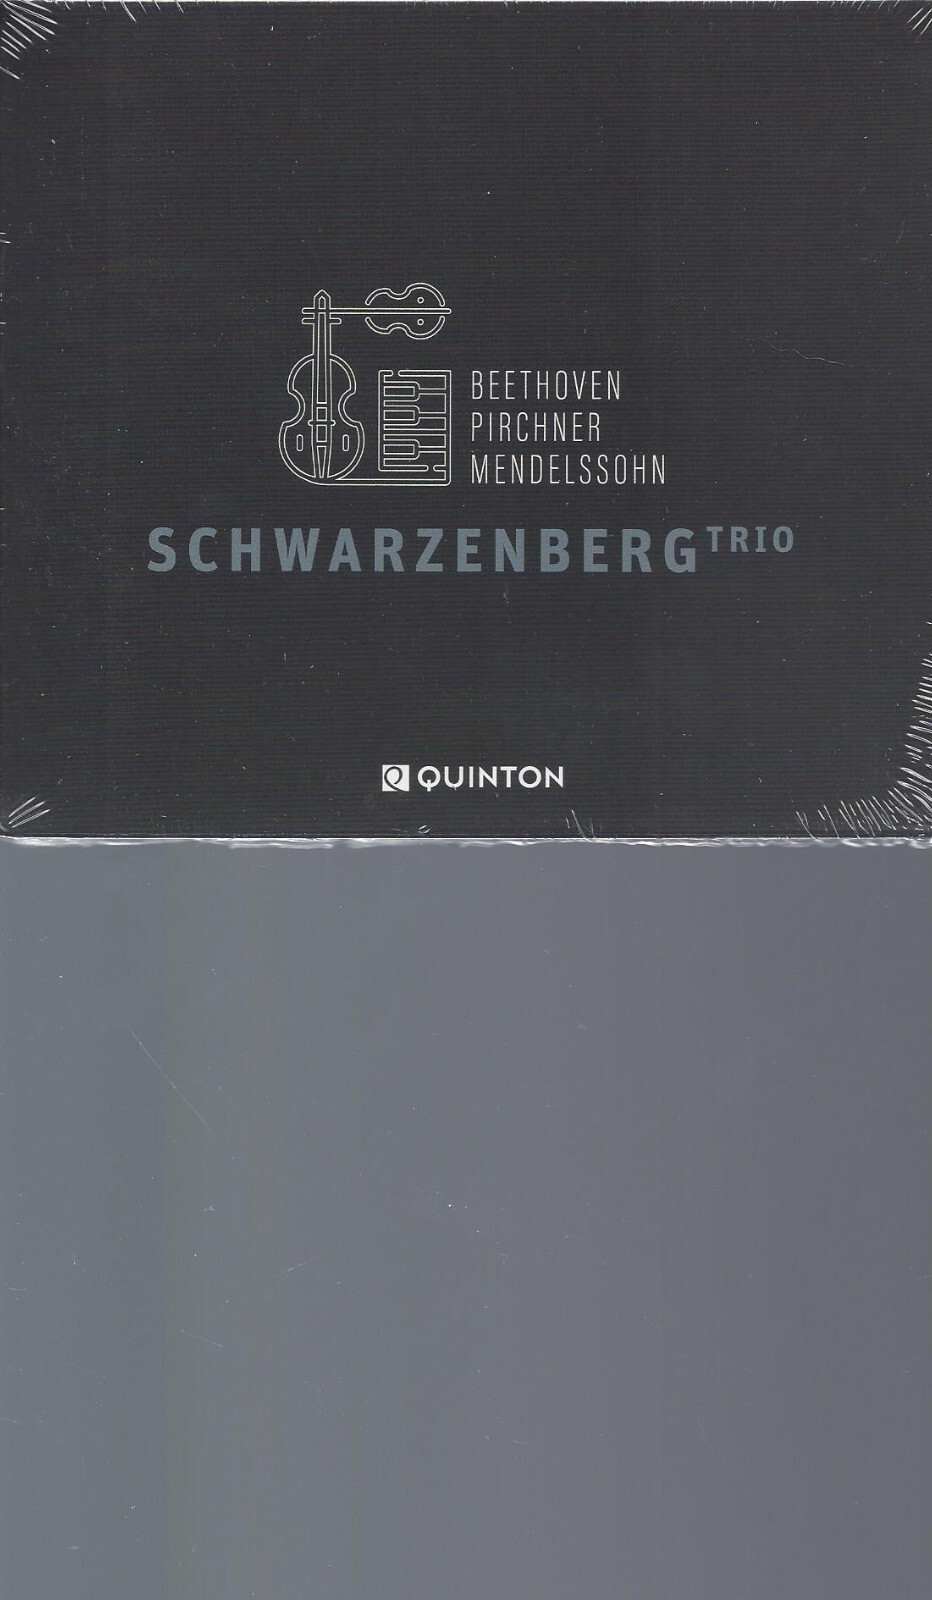 BEETHOVEN
PIRCHNER
MENDELSSOHN
SCHWARZENBERG TRIO
QUINTON